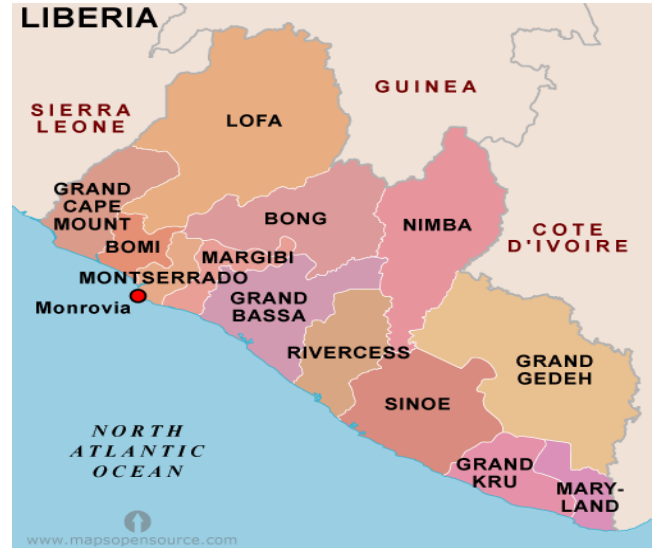 LIBERIA
GUINEA
SIERRA
LEONE
LOFA
GRAND
CAPE
MOUNT
BONG
NIMBA
COTE
D'IVOIRE
BOMI
MARGIBI
MONTSERRADO
Monrovia
GRAND
BASSA
RIVERCESS
GRAND
GEDEH
SINOE
NORTH
ATLANTIC
OCEAN
GRAND
KRU
MARY-
LAND
www.mapsopensource.com